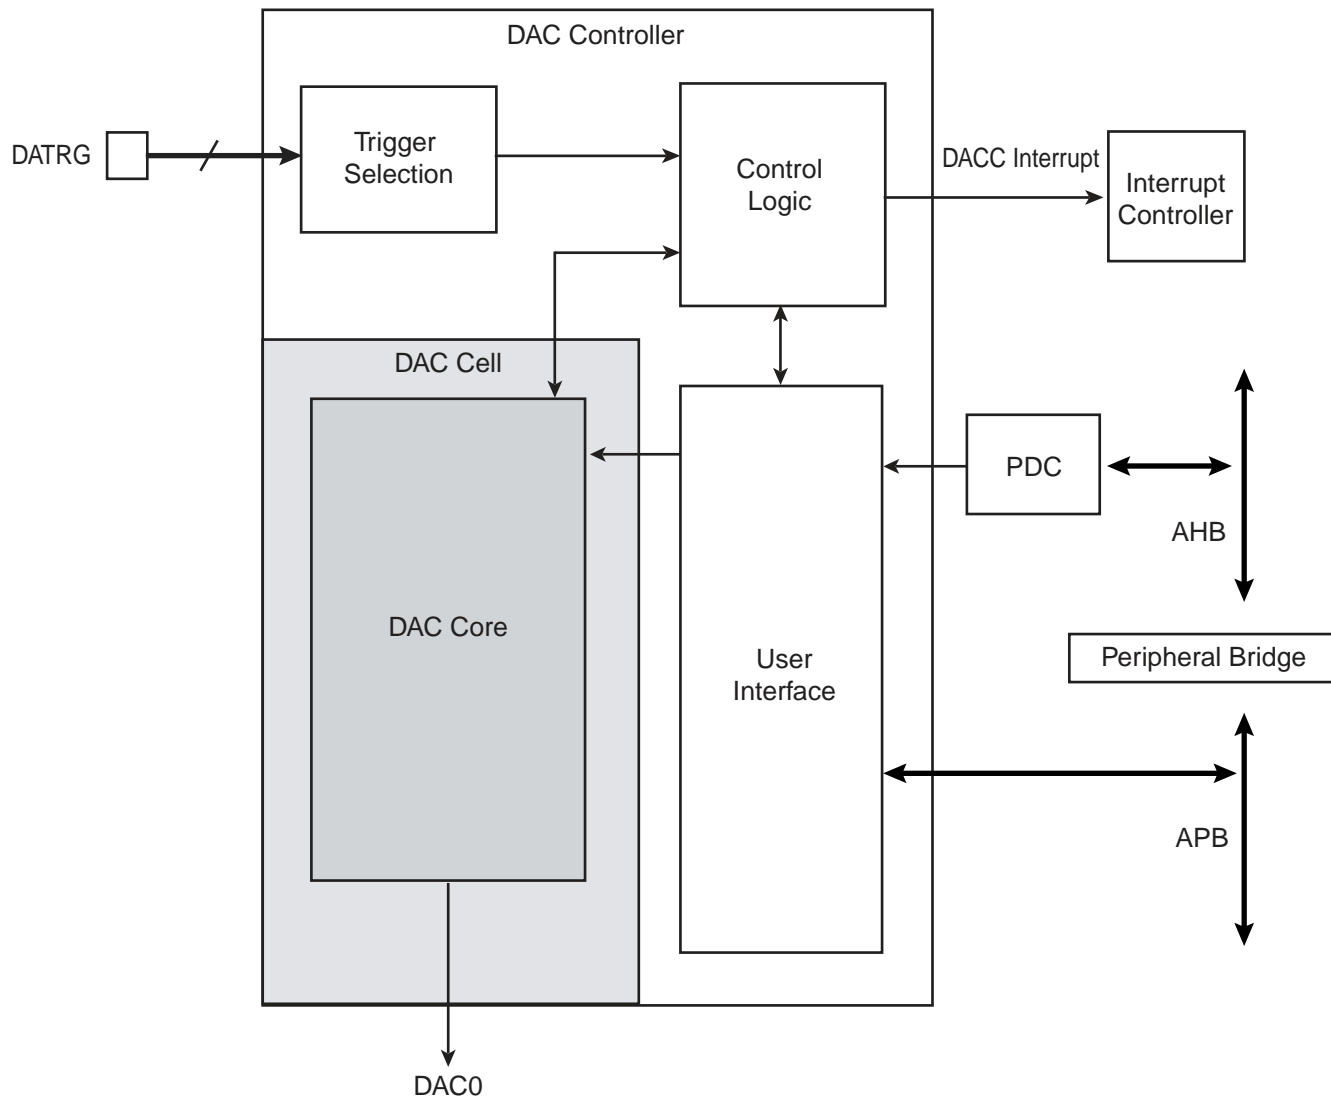 DAC Controller
DATRG
Trigger
Selection
Control
Logic
DACC Interrupt
Interrupt
Controller
DAC Cell
PDC
AHB
DAC Core
User
Interface
Peripheral Bridge
APB
DAC0